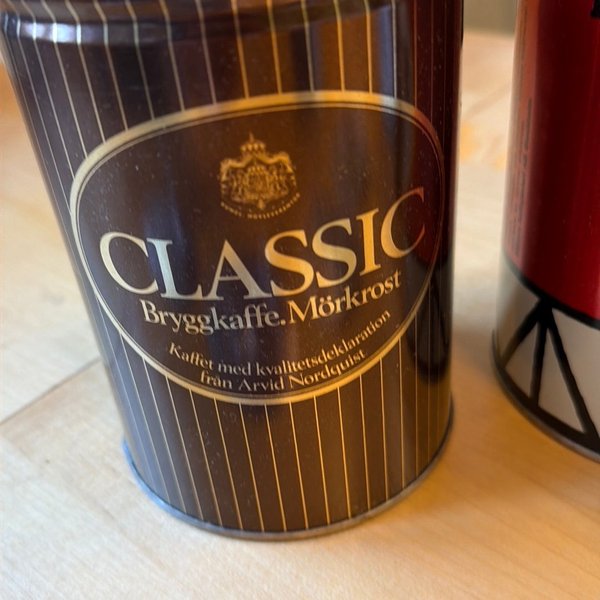 CLASSIC
Bryggkaffe. Mörkrost
Kaffet med kvalitetsdeklaration
från Arvid Nordquist